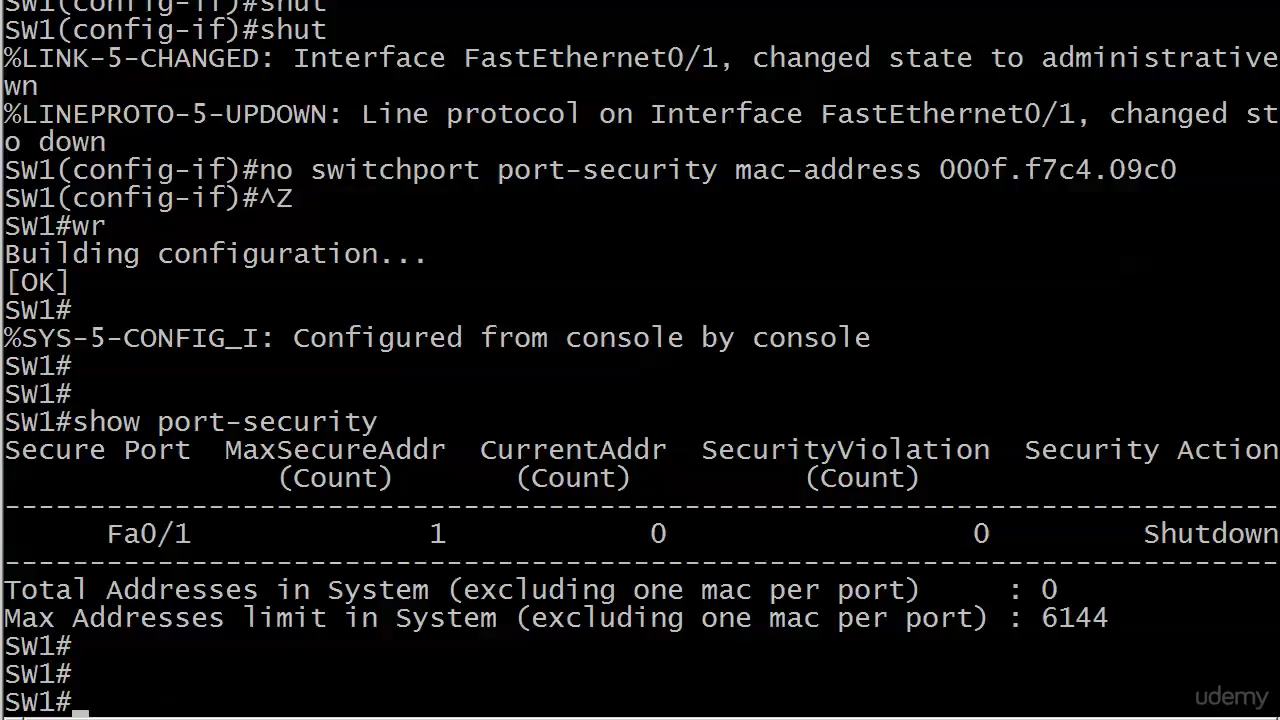 SW1(config-if)#shut
SW1(config-if)#shut
%LINK-5-CHANGED: Interface FastEthernet0/1, changed state to administrative
wn
%LINEPROTO-5-UPDOWN: Line protocol on Interface FastEthernet0/1, changed st
o down
SW1(config-if)#no switchport port-security mac-address 000f.f7c4.09c0
SW1(config-if)#^Z
SW1#wr
Building configuration...
[OK]
SW1#
%SYS-5-CONFIG_I: Configured from console by console
SW1#
SW1#
SW1#show port-security
Secure Port  MaxSecureAddr  CurrentAddr  SecurityViolation  Security Action
(Count)       (Count)          (Count)
---------------------------------------------------------------------------
Fa0/1              1            0                  0         Shutdown
---------------------------------------------------------------------------
Total Addresses in System (excluding one mac per port)     : 0
Max Addresses limit in System (excluding one mac per port) : 6144
SW1#
SW1#
SW1#
udemy